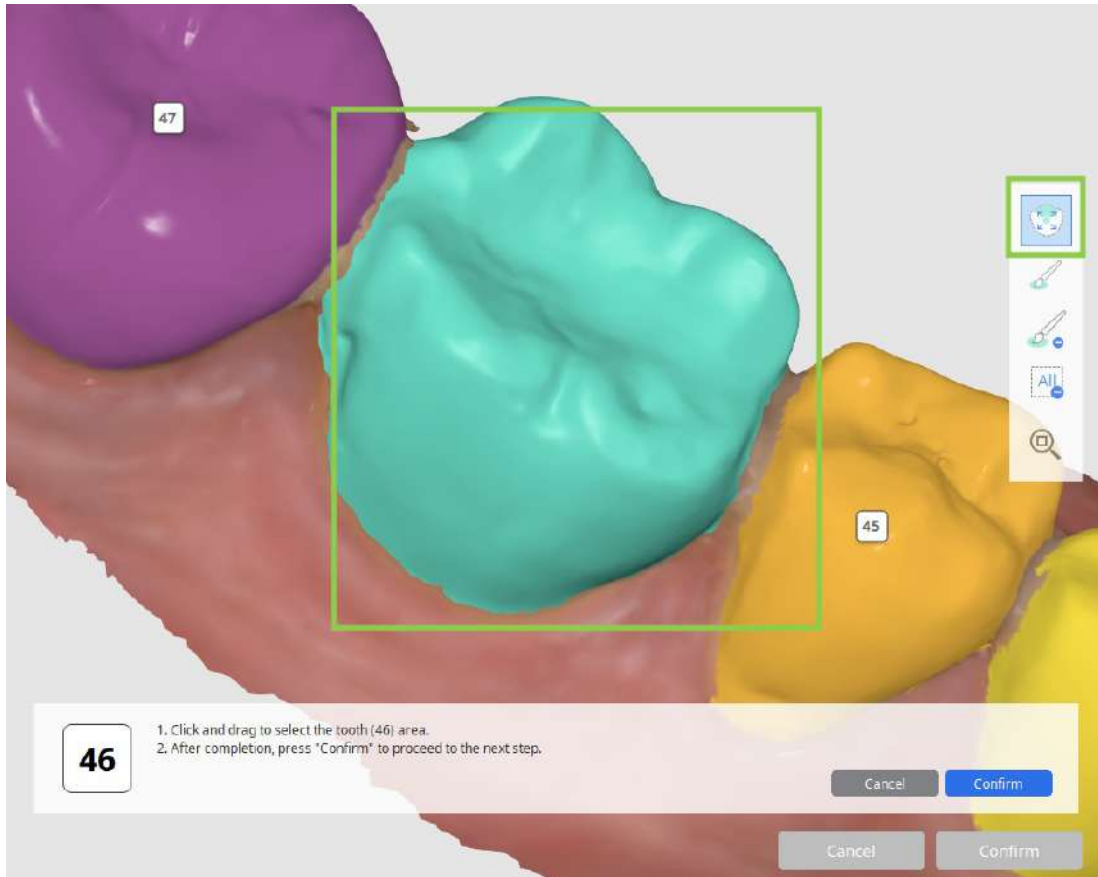 47
45
All
46
1. Click and drag to select the tooth (46) area.
2. After completion, press "Confirm" to proceed to the next step.
Cancel
Confirm
Cancel
Confirm